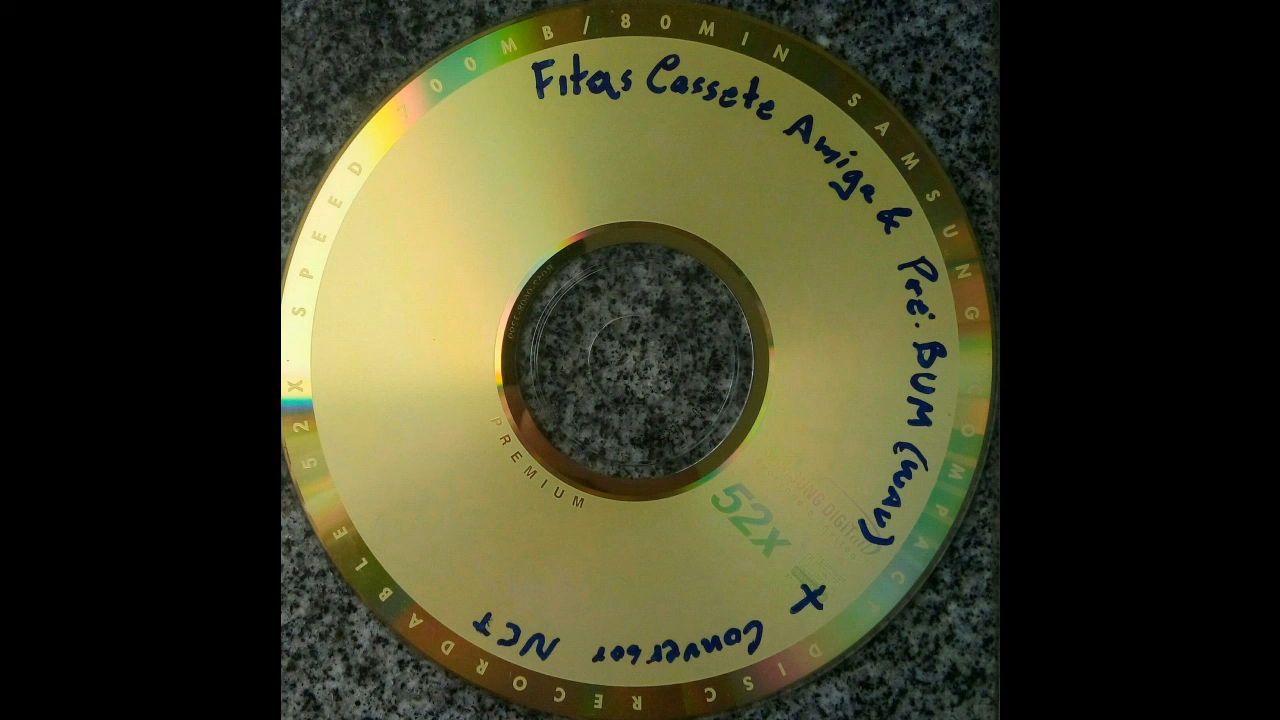 Fitas Cassete Amiga & Pré: BUM (wav)
+ Conversor NCT
700MB/80MIN SAMSUNG COMPACT DISC RECORDABLE 52X SPEED
PREMIUM
52x